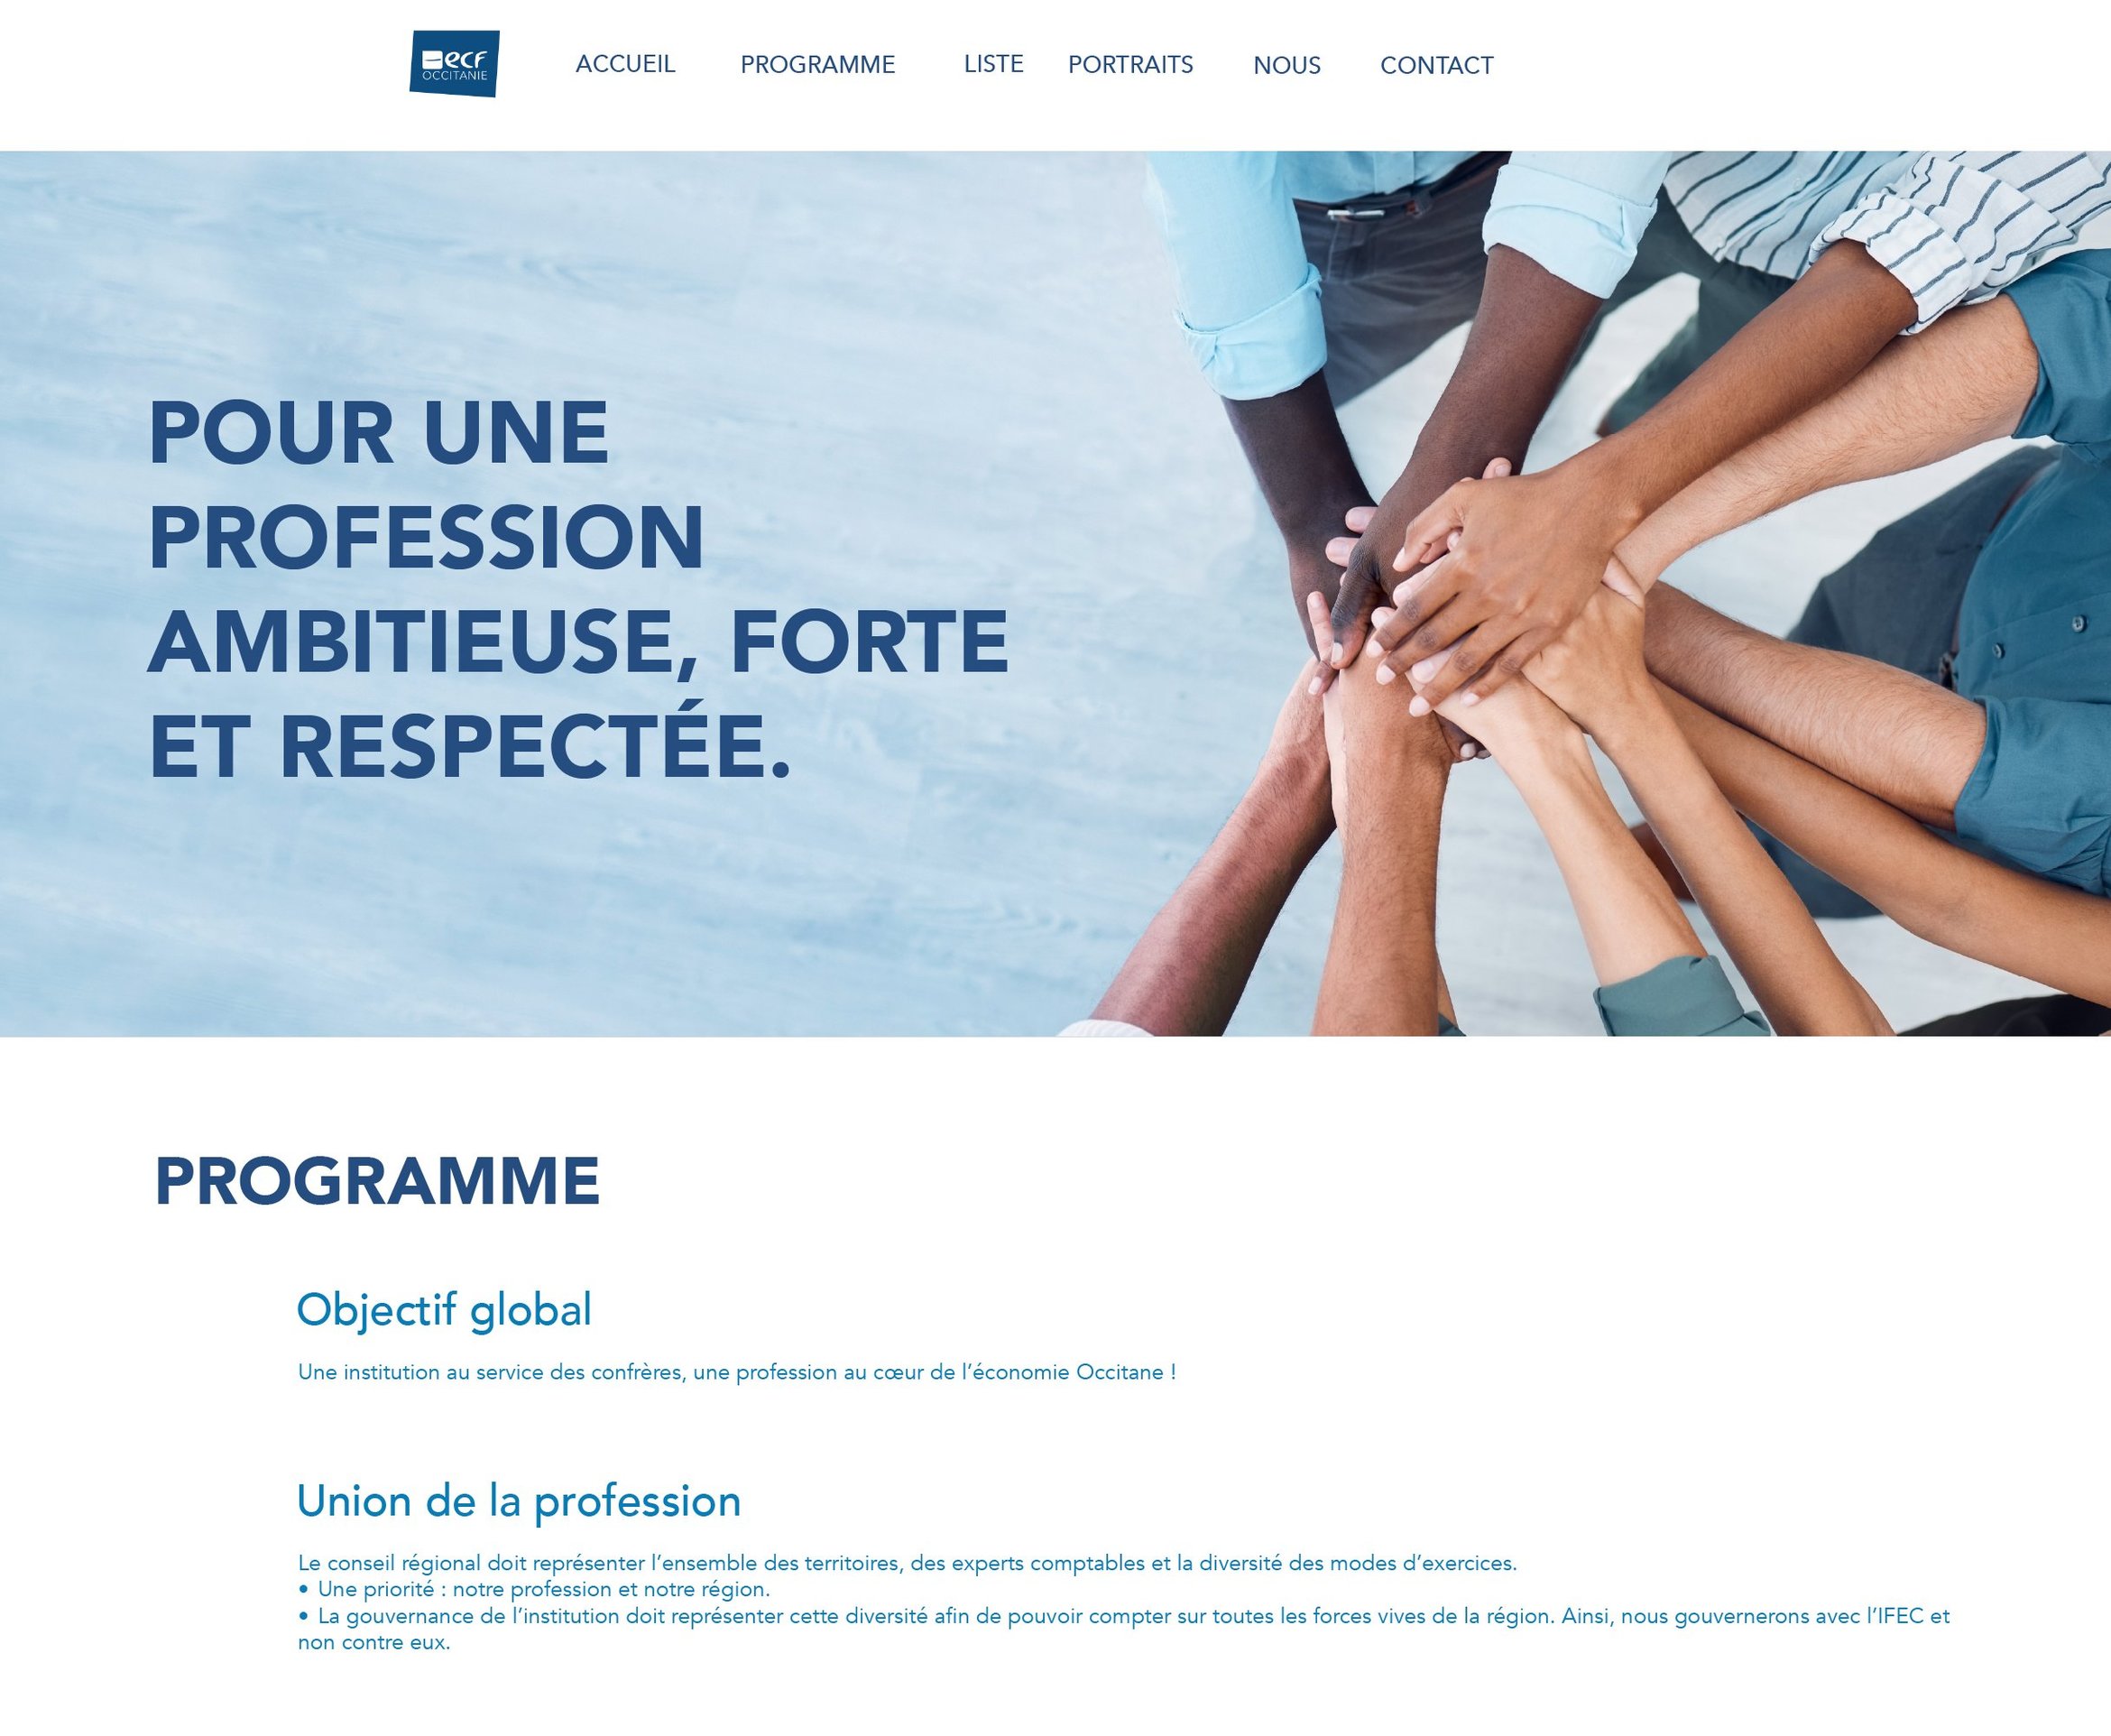 ecf
OCCITANIE
ACCUEIL
PROGRAMME
LISTE
PORTRAITS
NOUS
CONTACT
POUR UNE
PROFESSION
AMBITIEUSE, FORTE
ET RESPECTÉE.
PROGRAMME
Objectif global
Une institution au service des confrères, une profession au cœur de l’économie Occitane !
Union de la profession
Le conseil régional doit représenter l’ensemble des territoires, des experts comptables et la diversité des modes d’exercices.
• Une priorité : notre profession et notre région.
• La gouvernance de l’institution doit représenter cette diversité afin de pouvoir compter sur toutes les forces vives de la région. Ainsi, nous gouvernerons avec l’IFEC et
non contre eux.